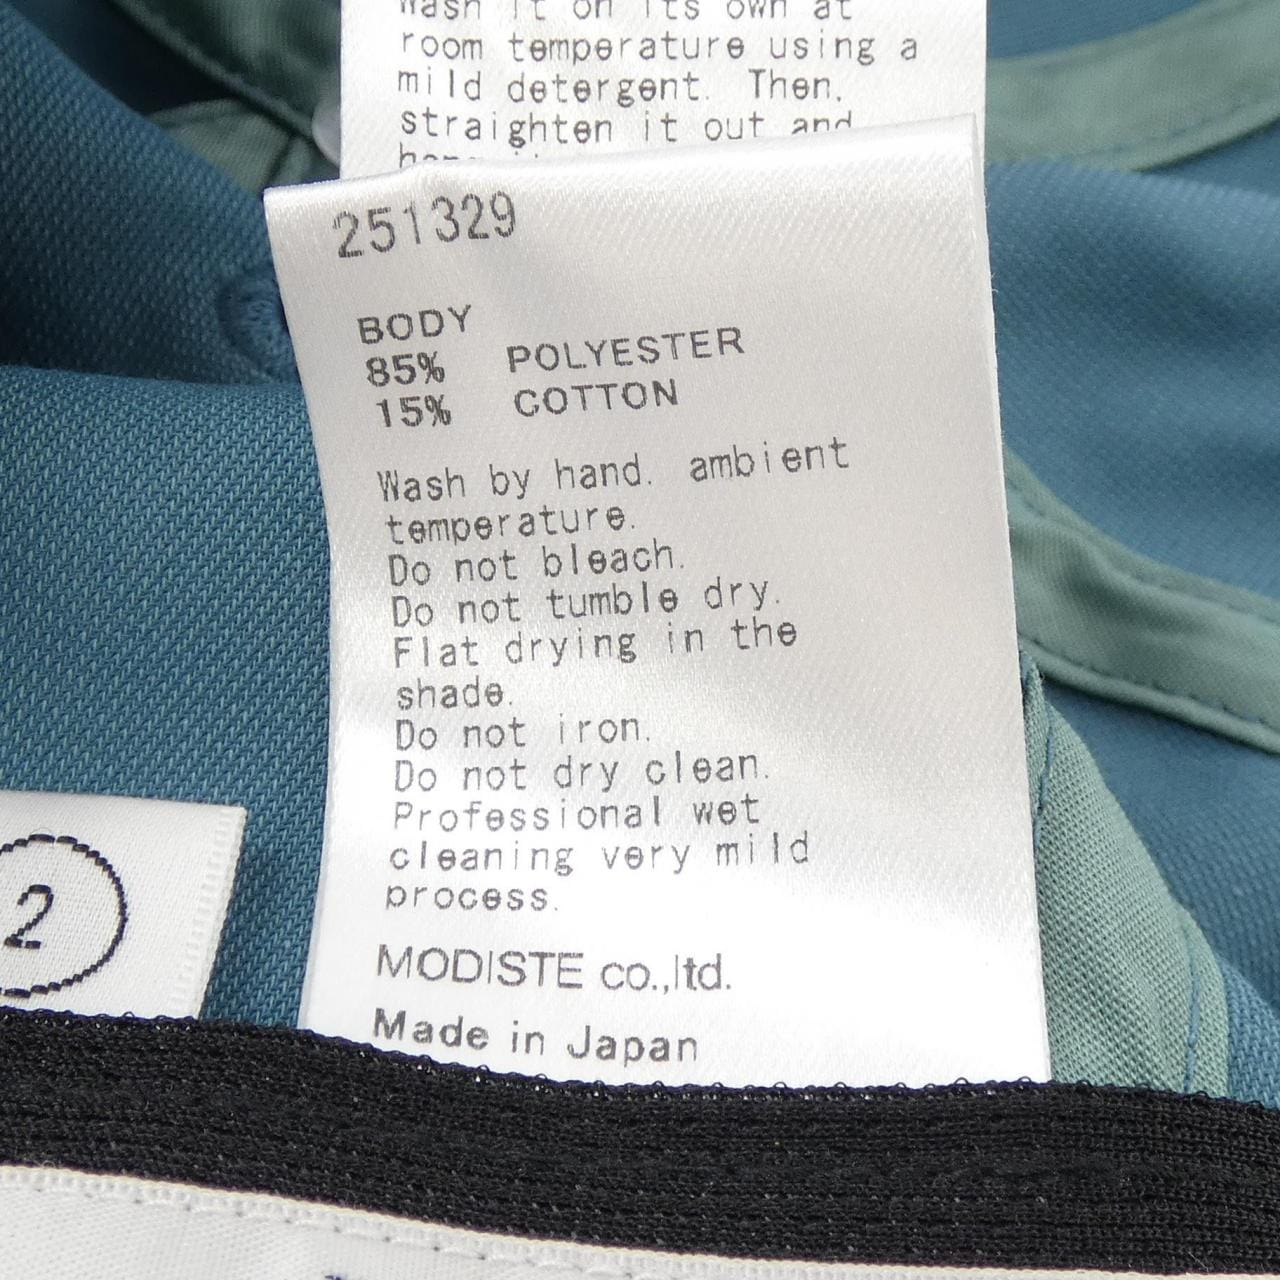 wash it on its own at
room temperature using a
mild detergent. Then,
straighten it out and
251329
BODY
85% POLYESTER
15% COTTON
Wash by hand. ambient
temperature.
Do not bleach.
Do not tumble dry.
Flat drying in the
shade.
Do not iron.
Do not dry clean.
Professional wet
cleaning very mild
process.
MODISTE co.,ltd.
Made in Japan
2